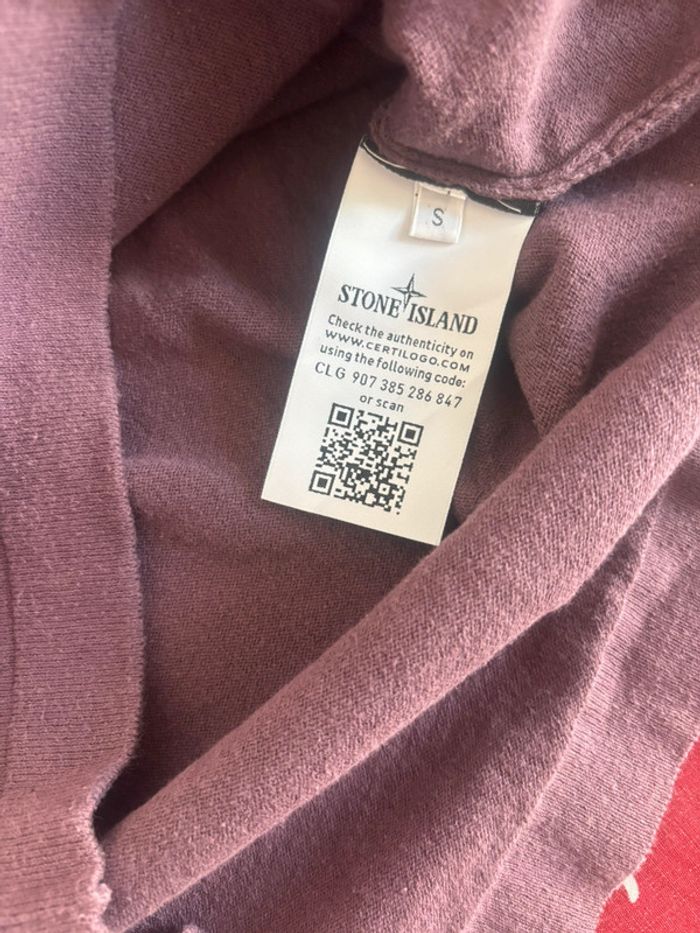 S
STONE ISLAND
Check the authenticity on
WWW.CERTILOGO.COM
using the following code:
CLG 907 385 286 847
or scan